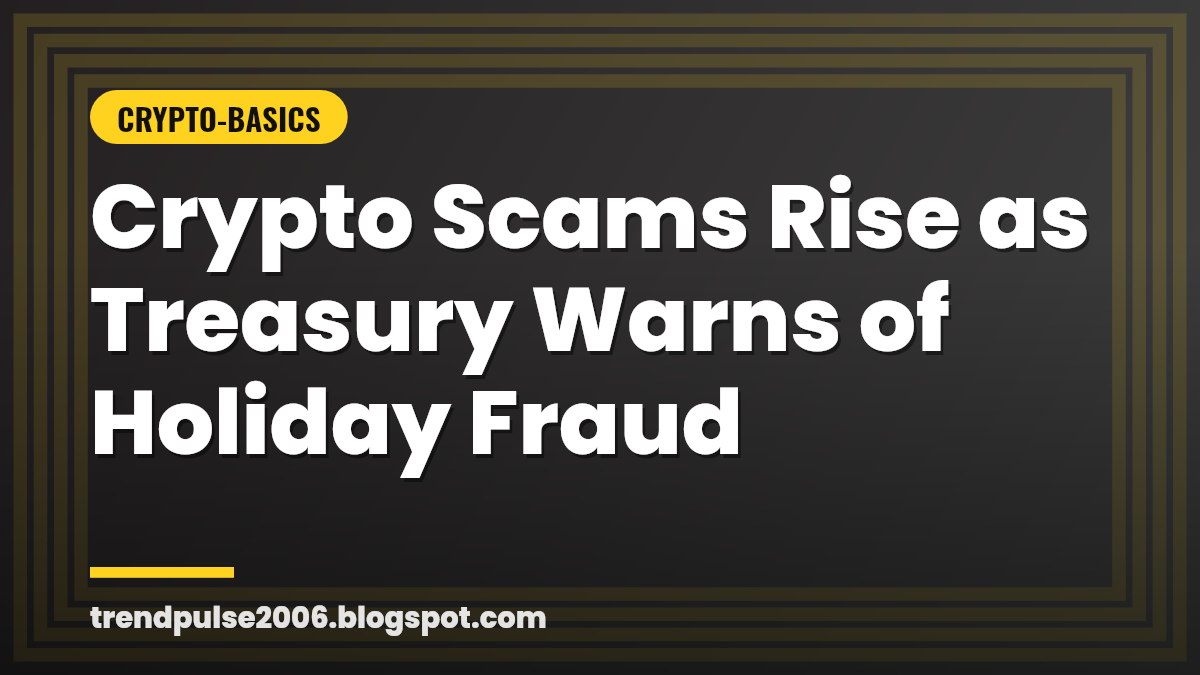 CRYPTO-BASICS
Crypto Scams Rise as
Treasury Warns of
Holiday Fraud
trendpulse2006.blogspot.com